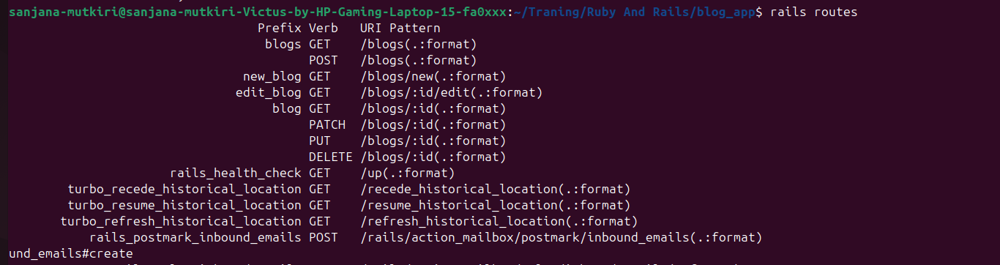 sanjana-mutkiri@sanjana-mutkiri-Victus-by-HP-Gaming-Laptop-15-fa0xxx:~/Traning/Ruby And Rails/blog_app$ rails routes
Prefix Verb   URI Pattern
blogs GET    /blogs(.:format)
POST   /blogs(.:format)
new_blog GET    /blogs/new(.:format)
edit_blog GET    /blogs/:id/edit(.:format)
blog GET    /blogs/:id(.:format)
PATCH  /blogs/:id(.:format)
PUT    /blogs/:id(.:format)
DELETE /blogs/:id(.:format)
rails_health_check GET    /up(.:format)
turbo_recede_historical_location GET    /recede_historical_location(.:format)
turbo_resume_historical_location GET    /resume_historical_location(.:format)
turbo_refresh_historical_location GET    /refresh_historical_location(.:format)
rails_postmark_inbound_emails POST   /rails/action_mailbox/postmark/inbound_emails(.:format)
und_emails#create